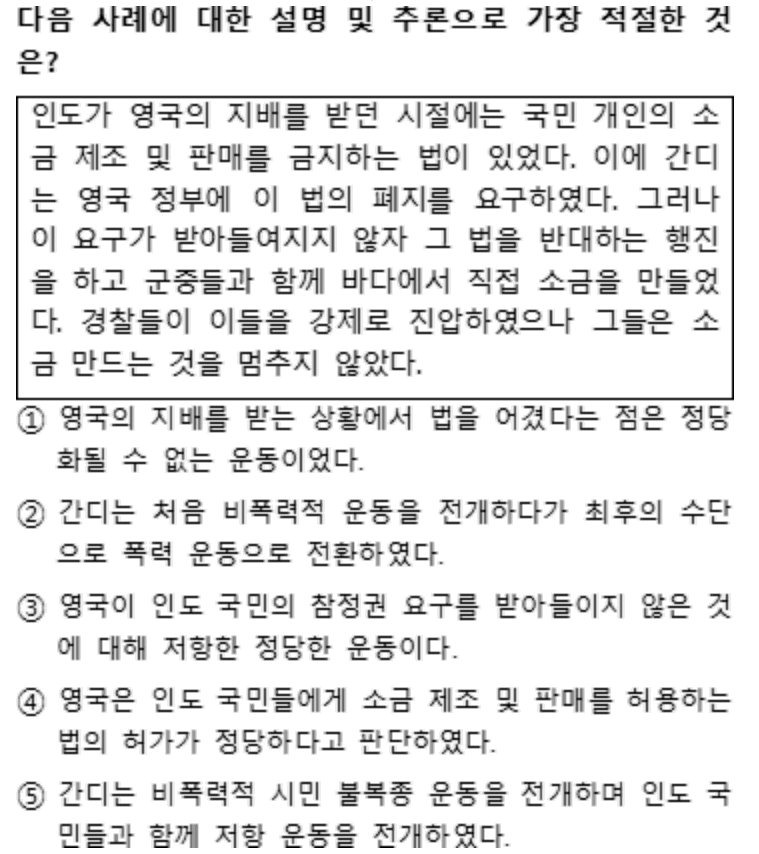 다음 사례에 대한 설명 및 추론으로 가장 적절한 것
은?
인도가 영국의 지배를 받던 시절에는 국민 개인의 소
금 제조 및 판매를 금지하는 법이 있었다. 이에 간디
는 영국 정부에 이 법의 폐지를 요구하였다. 그러나
이 요구가 받아들여지지 않자 그 법을 반대하는 행진
을 하고 군중들과 함께 바다에서 직접 소금을 만들었
다. 경찰들이 이들을 강제로 진압하였으나 그들은 소
금 만드는 것을 멈추지 않았다.
① 영국의 지배를 받는 상황에서 법을 어겼다는 점은 정당
화될 수 없는 운동이었다.
② 간디는 처음 비폭력적 운동을 전개하다가 최후의 수단
으로 폭력 운동으로 전환하였다.
③ 영국이 인도 국민의 참정권 요구를 받아들이지 않은 것
에 대해 저항한 정당한 운동이다.
④ 영국은 인도 국민들에게 소금 제조 및 판매를 허용하는
법의 허가가 정당하다고 판단하였다.
⑤ 간디는 비폭력적 시민 불복종 운동을 전개하며 인도 국
민들과 함께 저항 운동을 전개하였다.